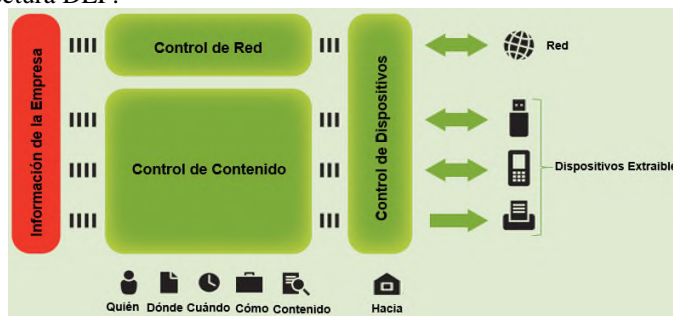 Control de Red
Red
Información de la Empresa
Control de Contenido
Control de Dispositivos
Dispositivos Extraible
Quién Dónde Cuándo Cómo Contenido
Hacia